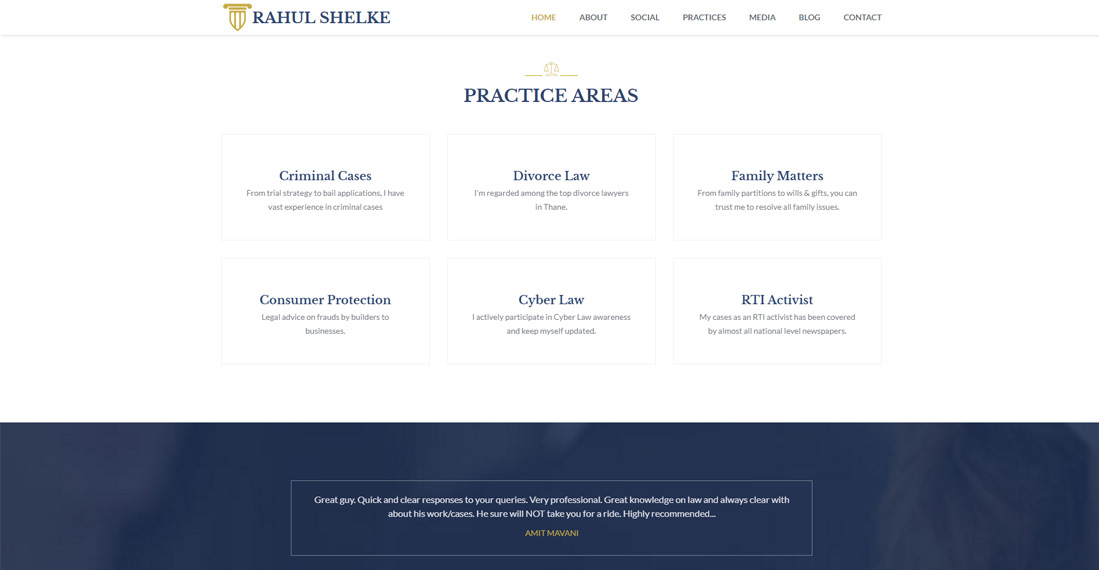 RAHUL SHELKE
HOME ABOUT SOCIAL PRACTICES MEDIA BLOG CONTACT
PRACTICE AREAS
Criminal Cases
From trial strategy to bail applications, I have
vast experience in criminal cases
Divorce Law
I'm regarded among the top divorce lawyers
in Thane.
Family Matters
From family partitions to wills & gifts, you can
trust me to resolve all family issues.
Consumer Protection
Legal advice on frauds by builders to
businesses.
Cyber Law
I actively participate in Cyber Law awareness
and keep myself updated.
RTI Activist
My cases as an RTI activist has been covered
by almost all national level newspapers.
Great guy. Quick and clear responses to your queries. Very professional. Great knowledge on law and always clear with
about his work/cases. He sure will NOT take you for a ride. Highly recommended...
AMIT MAVANI